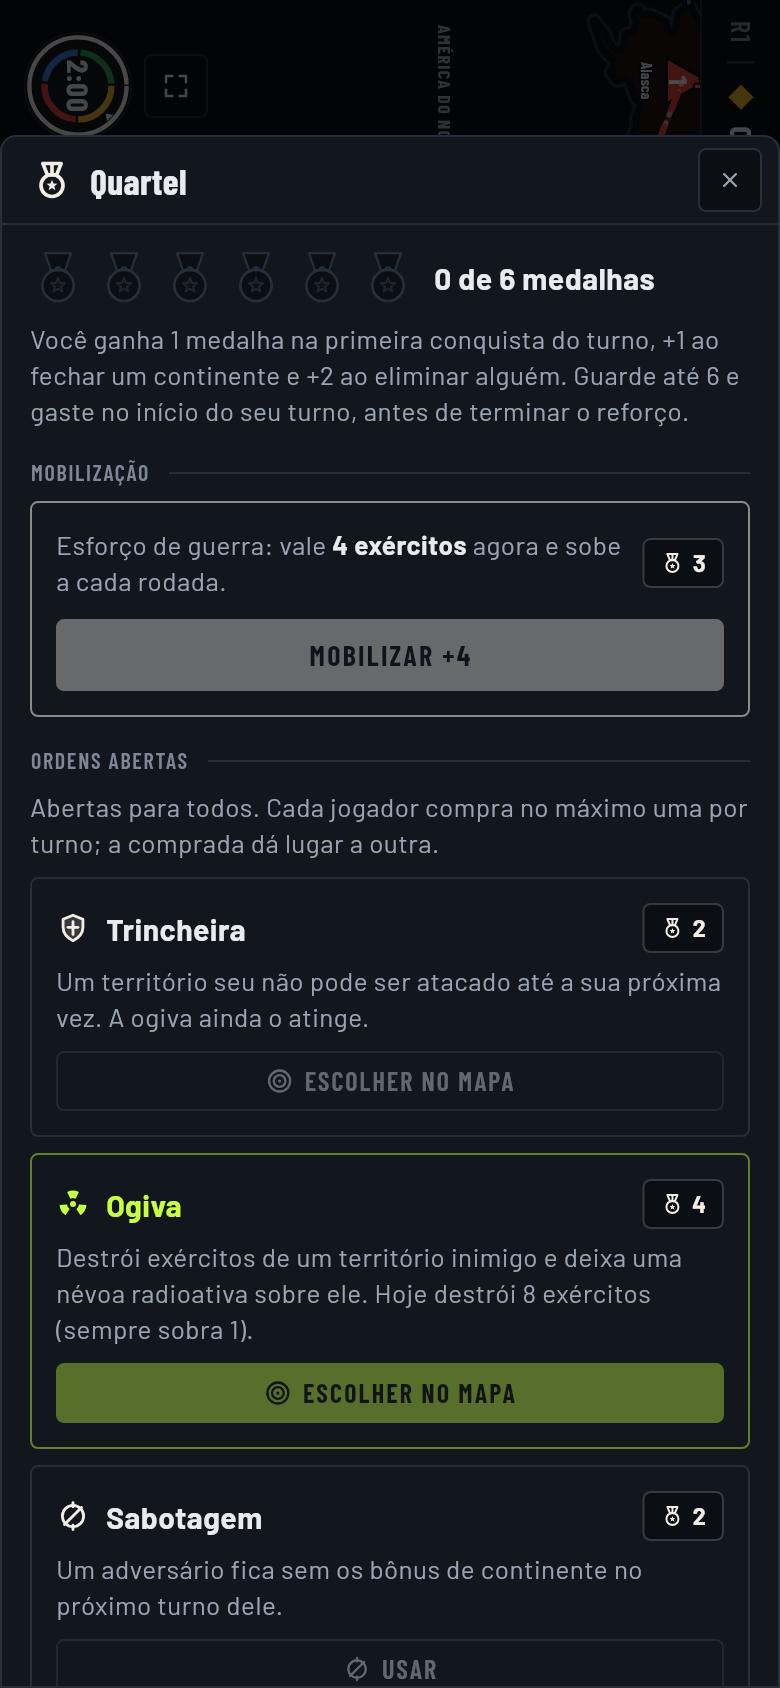 2:00
AMÉRICA DO
Alasca
1
R1
Quartel
0 de 6 medalhas
Você ganha 1 medalha na primeira conquista do turno, +1 ao
fechar um continente e +2 ao eliminar alguém. Guarde até 6 e
gaste no início do seu turno, antes de terminar o reforço.
MOBILIZAÇÃO
Esforço de guerra: vale 4 exércitos agora e sobe
a cada rodada.
3
MOBILIZAR +4
ORDENS ABERTAS
Abertas para todos. Cada jogador compra no máximo uma por
turno; a comprada dá lugar a outra.
Trincheira
2
Um território seu não pode ser atacado até a sua próxima
vez. A ogiva ainda o atinge.
ESCOLHER NO MAPA
Ogiva
4
Destrói exércitos de um território inimigo e deixa uma
névoa radioativa sobre ele. Hoje destrói 8 exércitos
(sempre sobra 1).
ESCOLHER NO MAPA
Sabotagem
2
Um adversário fica sem os bônus de continente no
próximo turno dele.
USAR